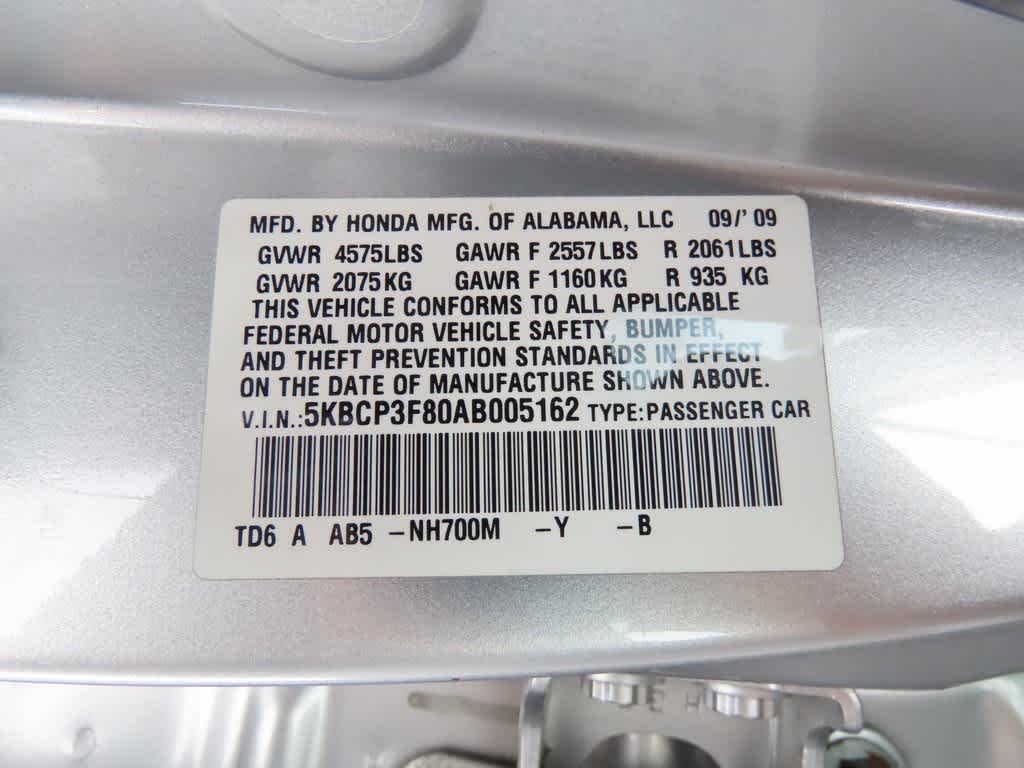 MFD. BY HONDA MFG. OF ALABAMA, LLC 09/'09
GVWR 4575LBS GAWR F 2557LBS R 2061LBS
GVWR 2075KG GAWR F 1160KG R 935 KG
THIS VEHICLE CONFORMS TO ALL APPLICABLE
FEDERAL MOTOR VEHICLE SAFETY, BUMPER,
AND THEFT PREVENTION STANDARDS IN EFFECT
ON THE DATE OF MANUFACTURE SHOWN ABOVE.
V.I.N.:5KBCP3F80AB005162 TYPE:PASSENGER CAR
TD6 A AB5 -NH700M -Y -B